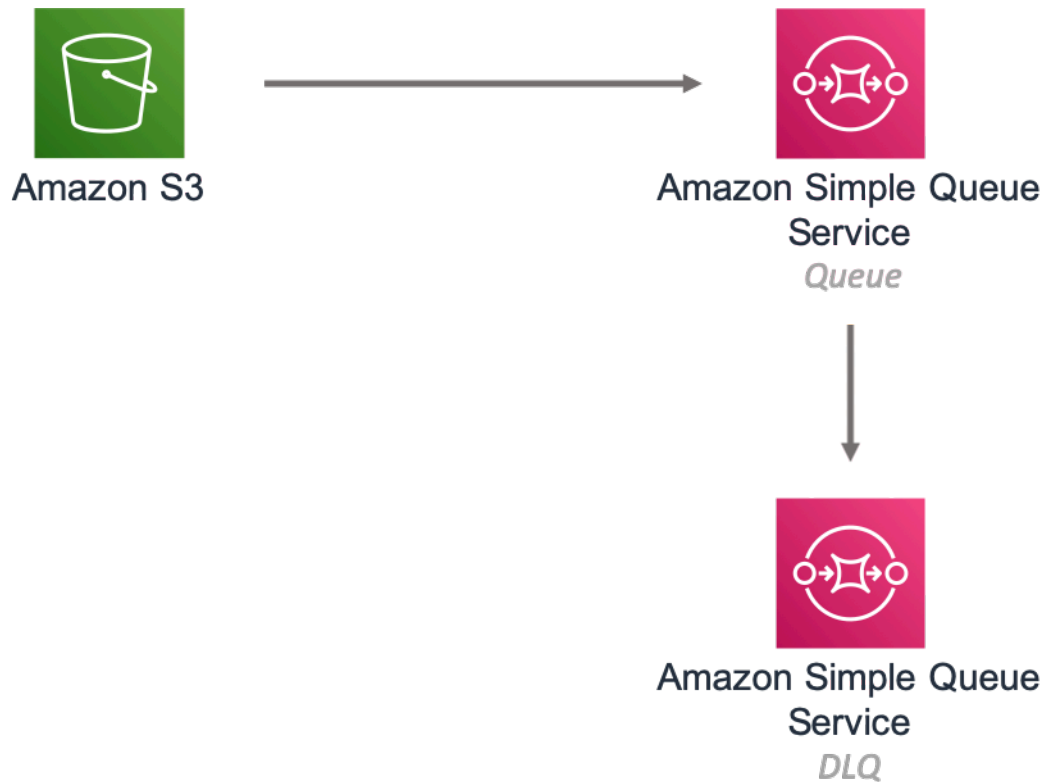 Amazon S3
Amazon Simple Queue
Service
Queue
Amazon Simple Queue
Service
DLQ